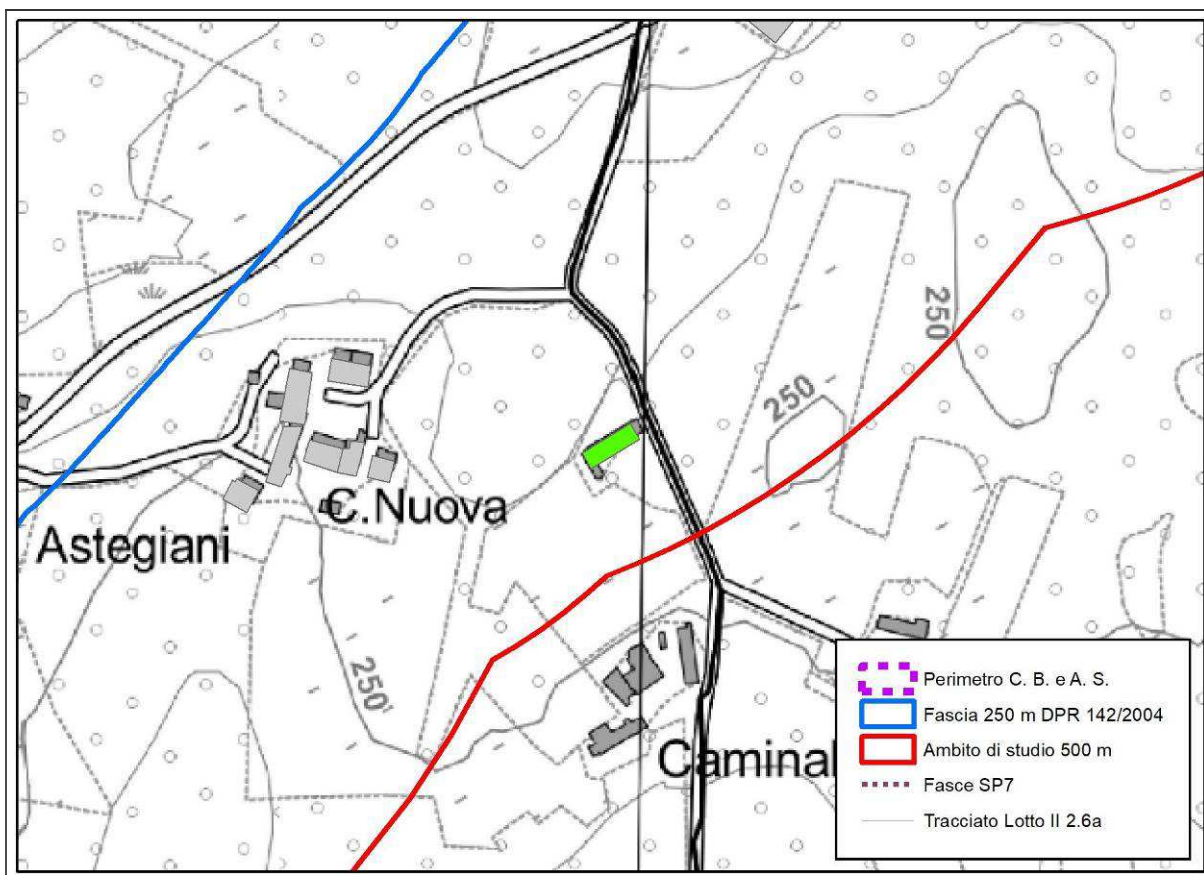 250
250
C.Nuova
Astegiani
250
Caminal
Perimetro C. B. e A. S.
Fascia 250 m DPR 142/2004
Ambito di studio 500 m
Fasce SP7
Tracciato Lotto II 2.6a